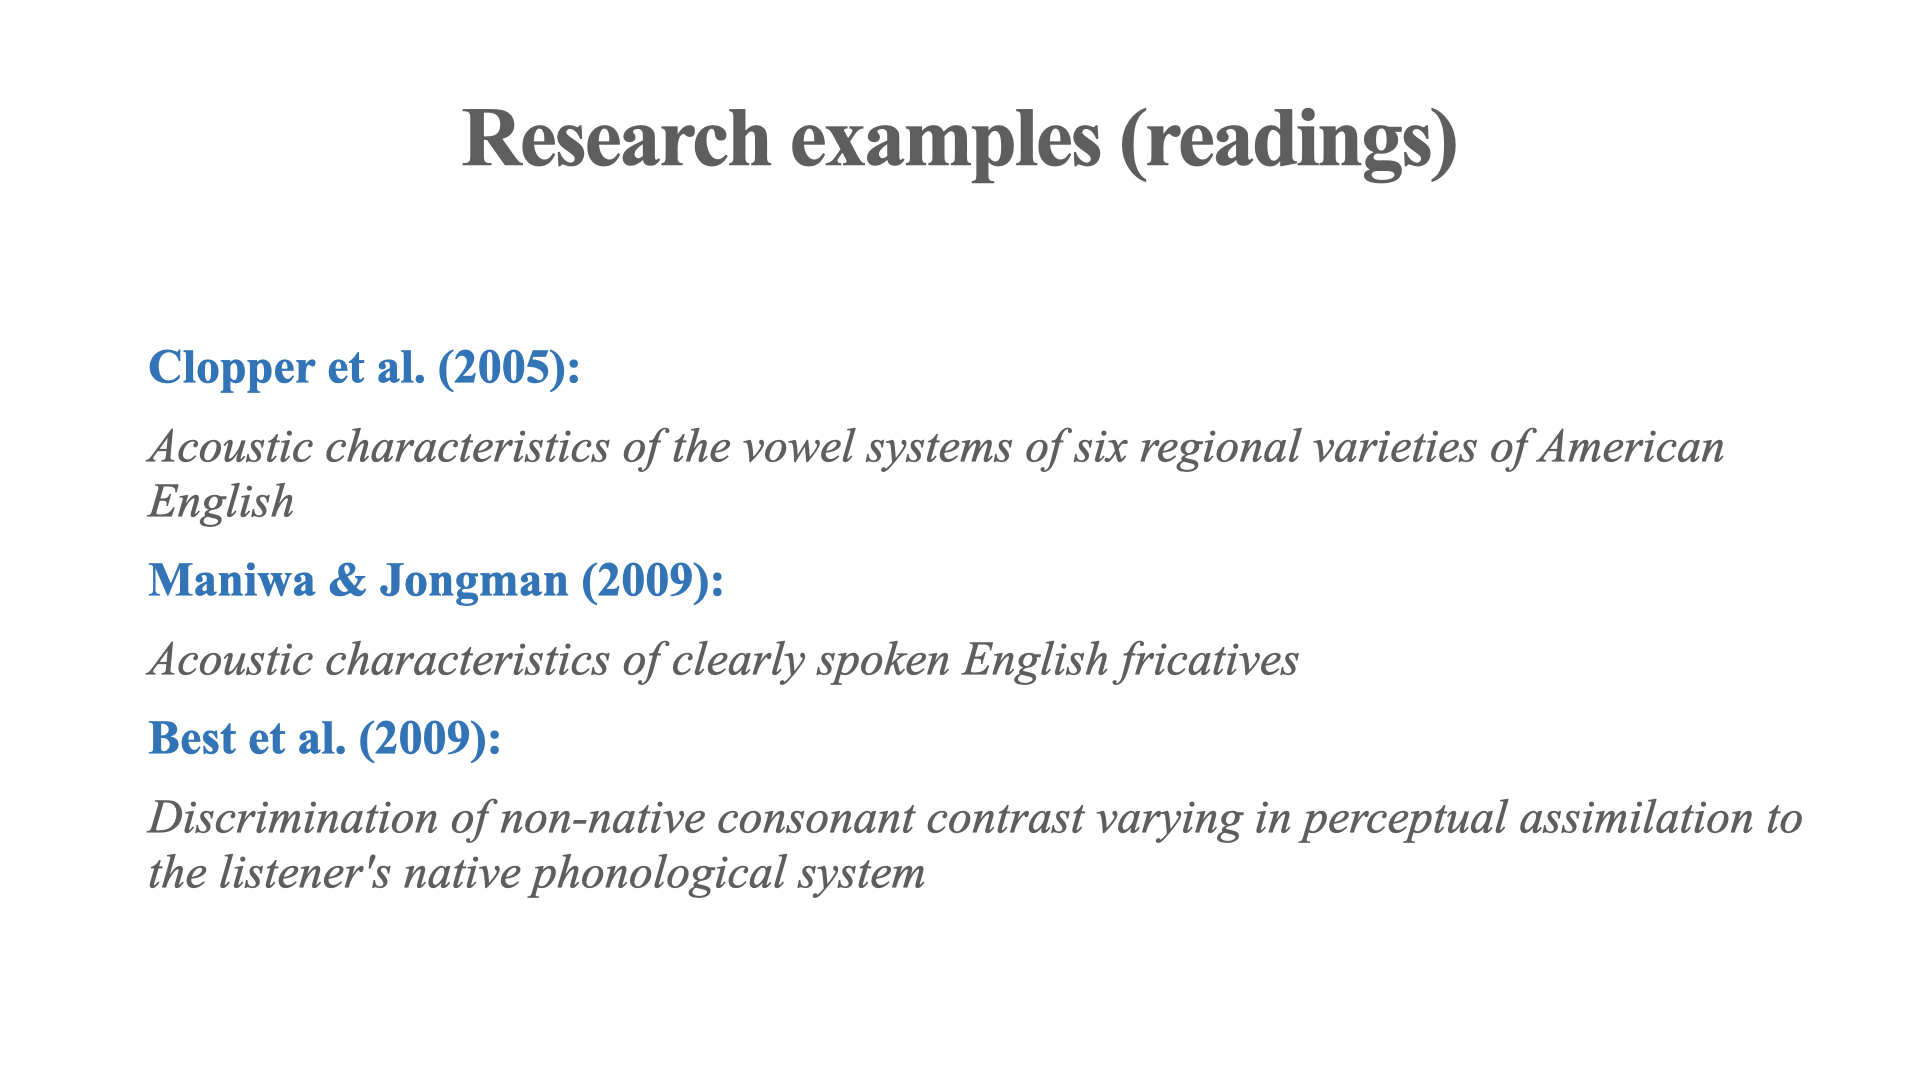 Research examples (readings)
Clopper et al. (2005):
Acoustic characteristics of the vowel systems of six regional varieties of American
English
Maniwa & Jongman (2009):
Acoustic characteristics of clearly spoken English fricatives
Best et al. (2009):
Discrimination of non-native consonant contrast varying in perceptual assimilation to
the listener's native phonological system